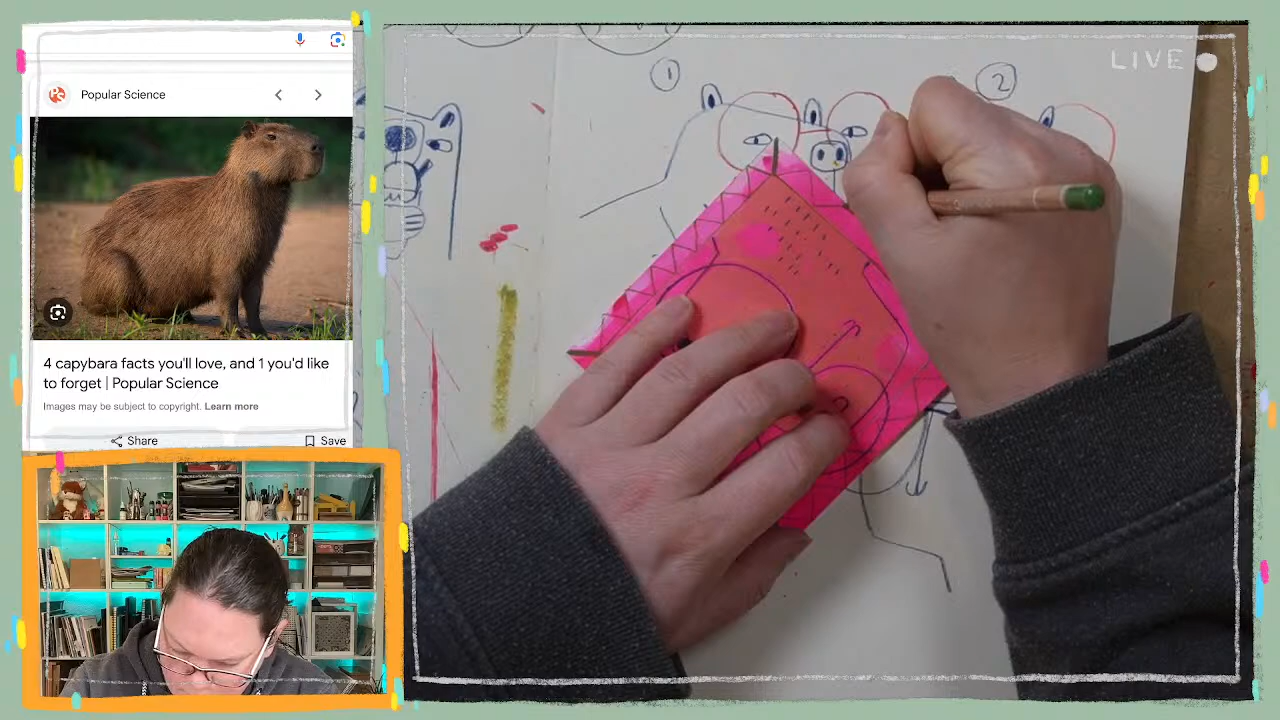 Popular Science
4 capybara facts you'll love, and 1 you'd like
to forget | Popular Science
Images may be subject to copyright. Learn more
Share
Save
LIVE
1
2